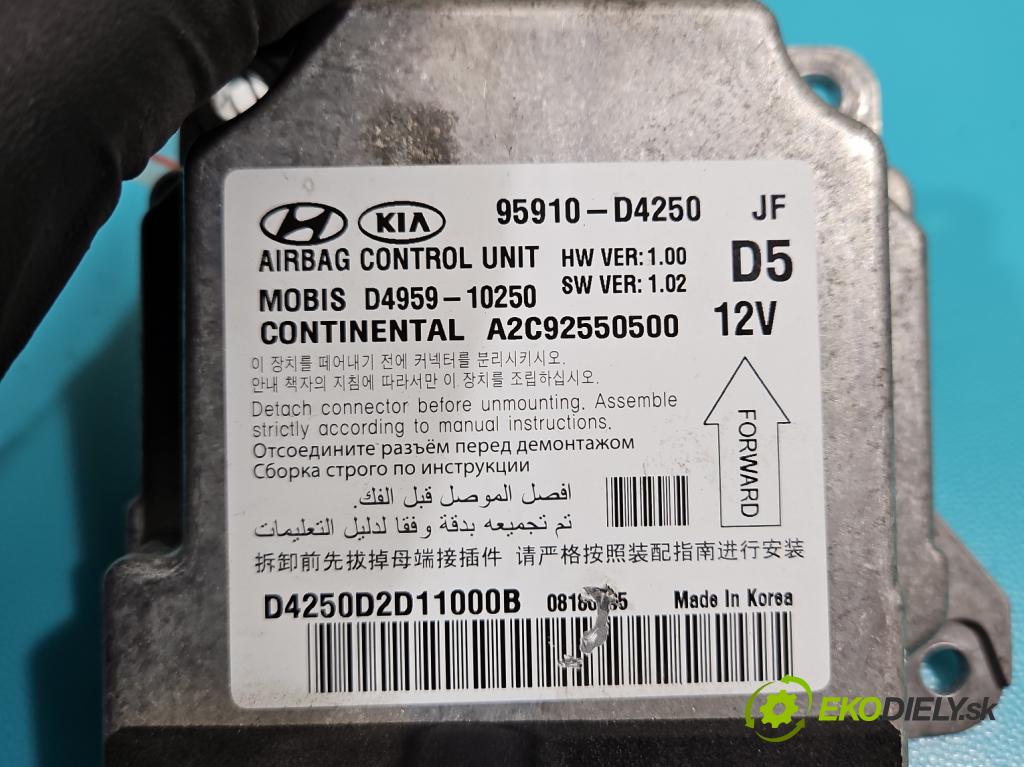 KIA 95910-D4250 JF
AIRBAG CONTROL UNIT HW VER: 1.00 D5
MOBIS D4959-10250 SW VER: 1.02
CONTINENTAL A2C92550500 12V
이 장치를 떼어내기 전에 커넥터를 분리시키시오.
안내 책자의 지침에 따라서만 이 장치를 조립하십시오.
Detach connector before unmounting. Assemble
strictly according to manual instructions.
FORWARD
Отсоедините разъём перед демонтажом
Сборка строго по инструкции
افصل الموصل قبل الفك.
تم تجميعه بدقة وفقا لدليل التعليمات
拆卸前先拔掉母端接插件 请严格按照装配指南进行安装
D4250D2D11000B Made In Korea
EKODIELY.sk